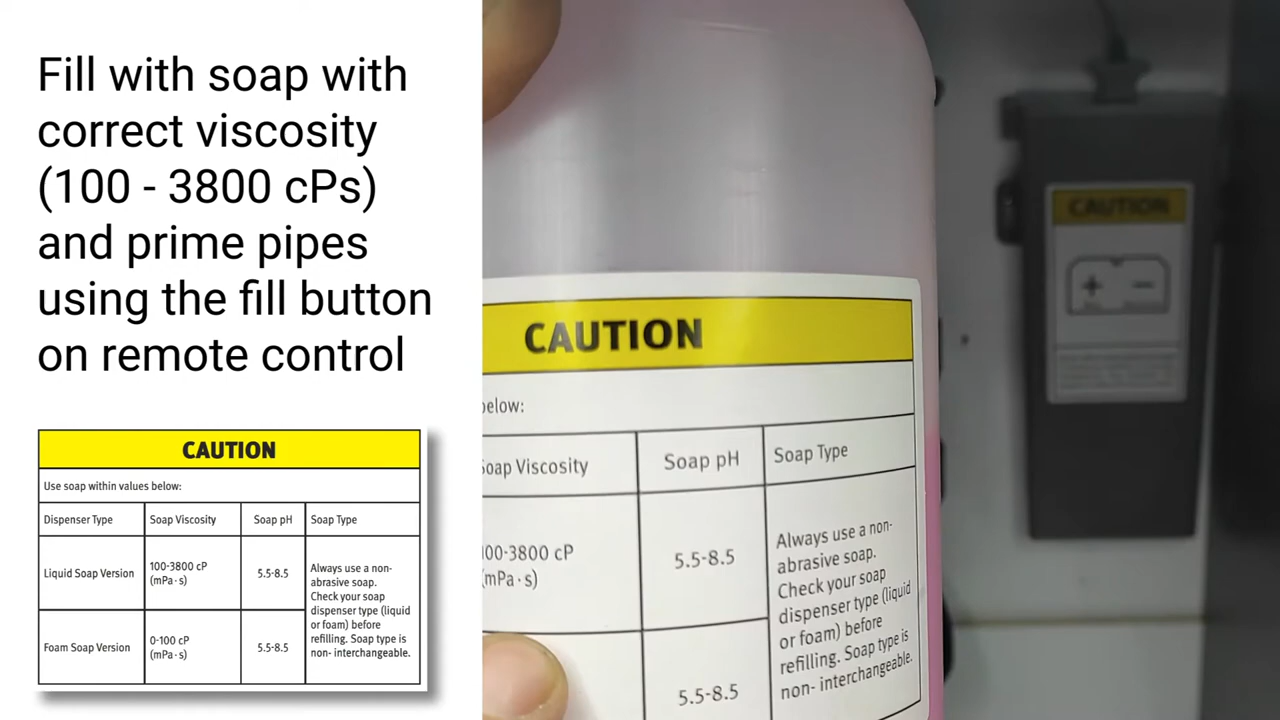 Fill with soap with
correct viscosity
(100 - 3800 cPs)
and prime pipes
using the fill button
on remote control
CAUTION
Use soap within values below:
Dispenser Type Soap Viscosity Soap pH Soap Type
Liquid Soap Version
100-3800 cP
(mPa·s)
5.5-8.5
Foam Soap Version
0-100 cP
(mPa·s)
5.5-8.5
Always use a non-
abrasive soap.
Check your soap
dispenser type (liquid
or foam) before
refilling. Soap type is
non- interchangeable.
CAUTION
below:
Soap Viscosity Soap pH Soap Type
100-3800 cP
(mPa·s)
5.5-8.5
5.5-8.5
Always use a non-
abrasive soap.
Check your soap
dispenser type (liquid
or foam) before
refilling. Soap type is
non- interchangeable.
CAUTION
+ −